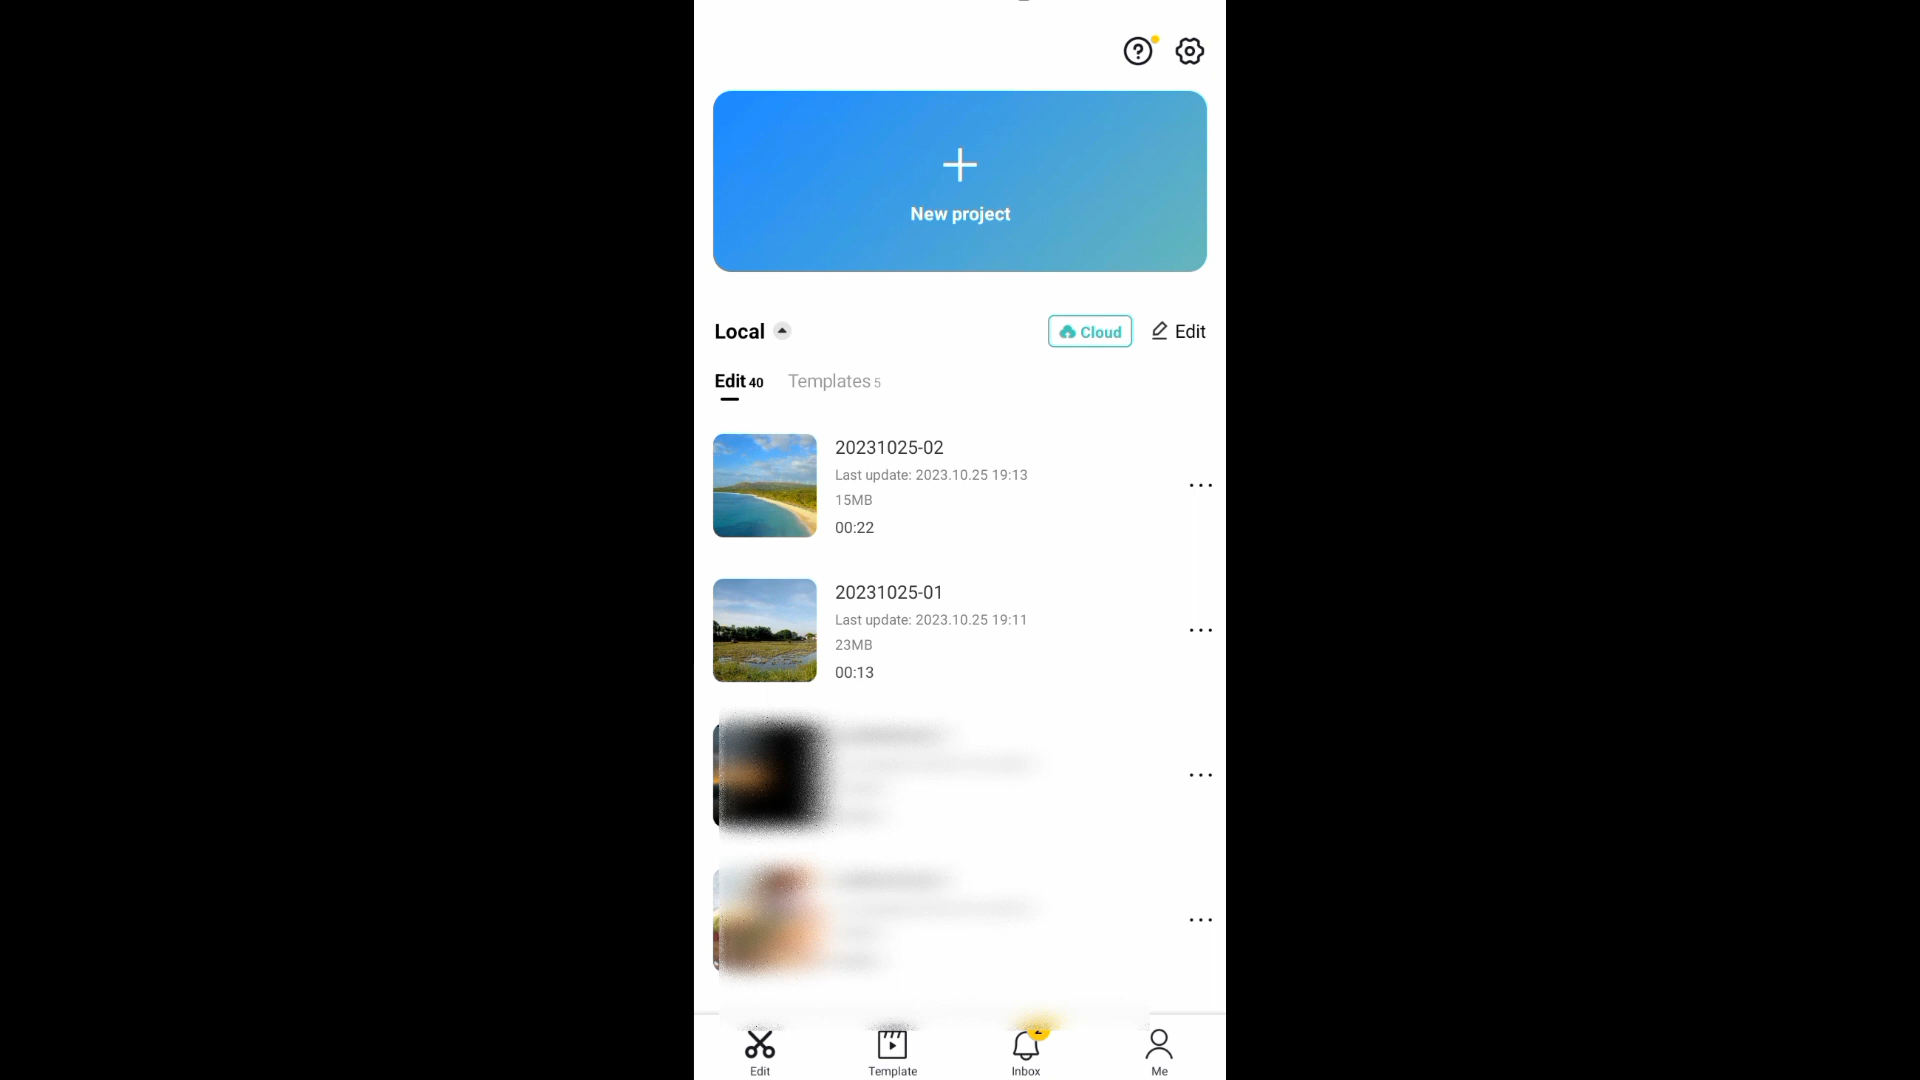 New project
Local
Cloud
Edit
Edit 40
Templates 5
20231025-02
Last update: 2023.10.25 19:13
15MB
00:22
20231025-01
Last update: 2023.10.25 19:11
23MB
00:13
Edit
Template
Inbox
Me